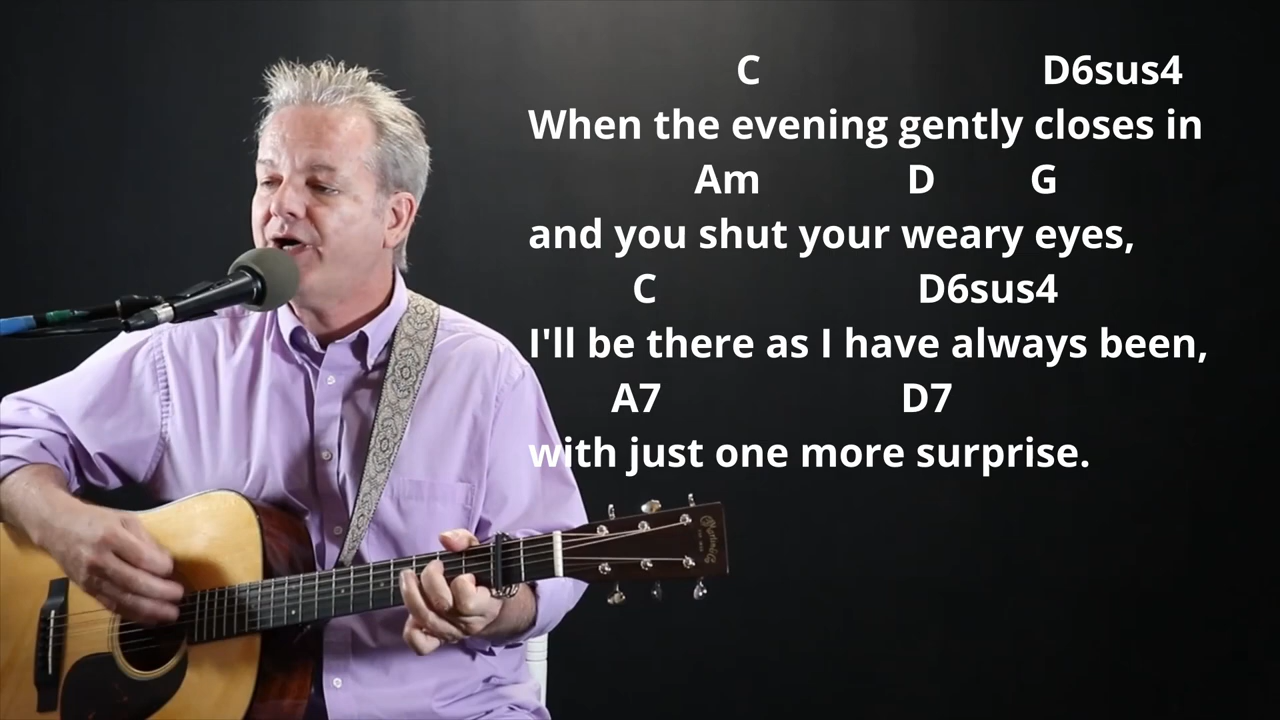 C D6sus4
When the evening gently closes in
Am D G
and you shut your weary eyes,
C D6sus4
I'll be there as I have always been,
A7 D7
with just one more surprise.